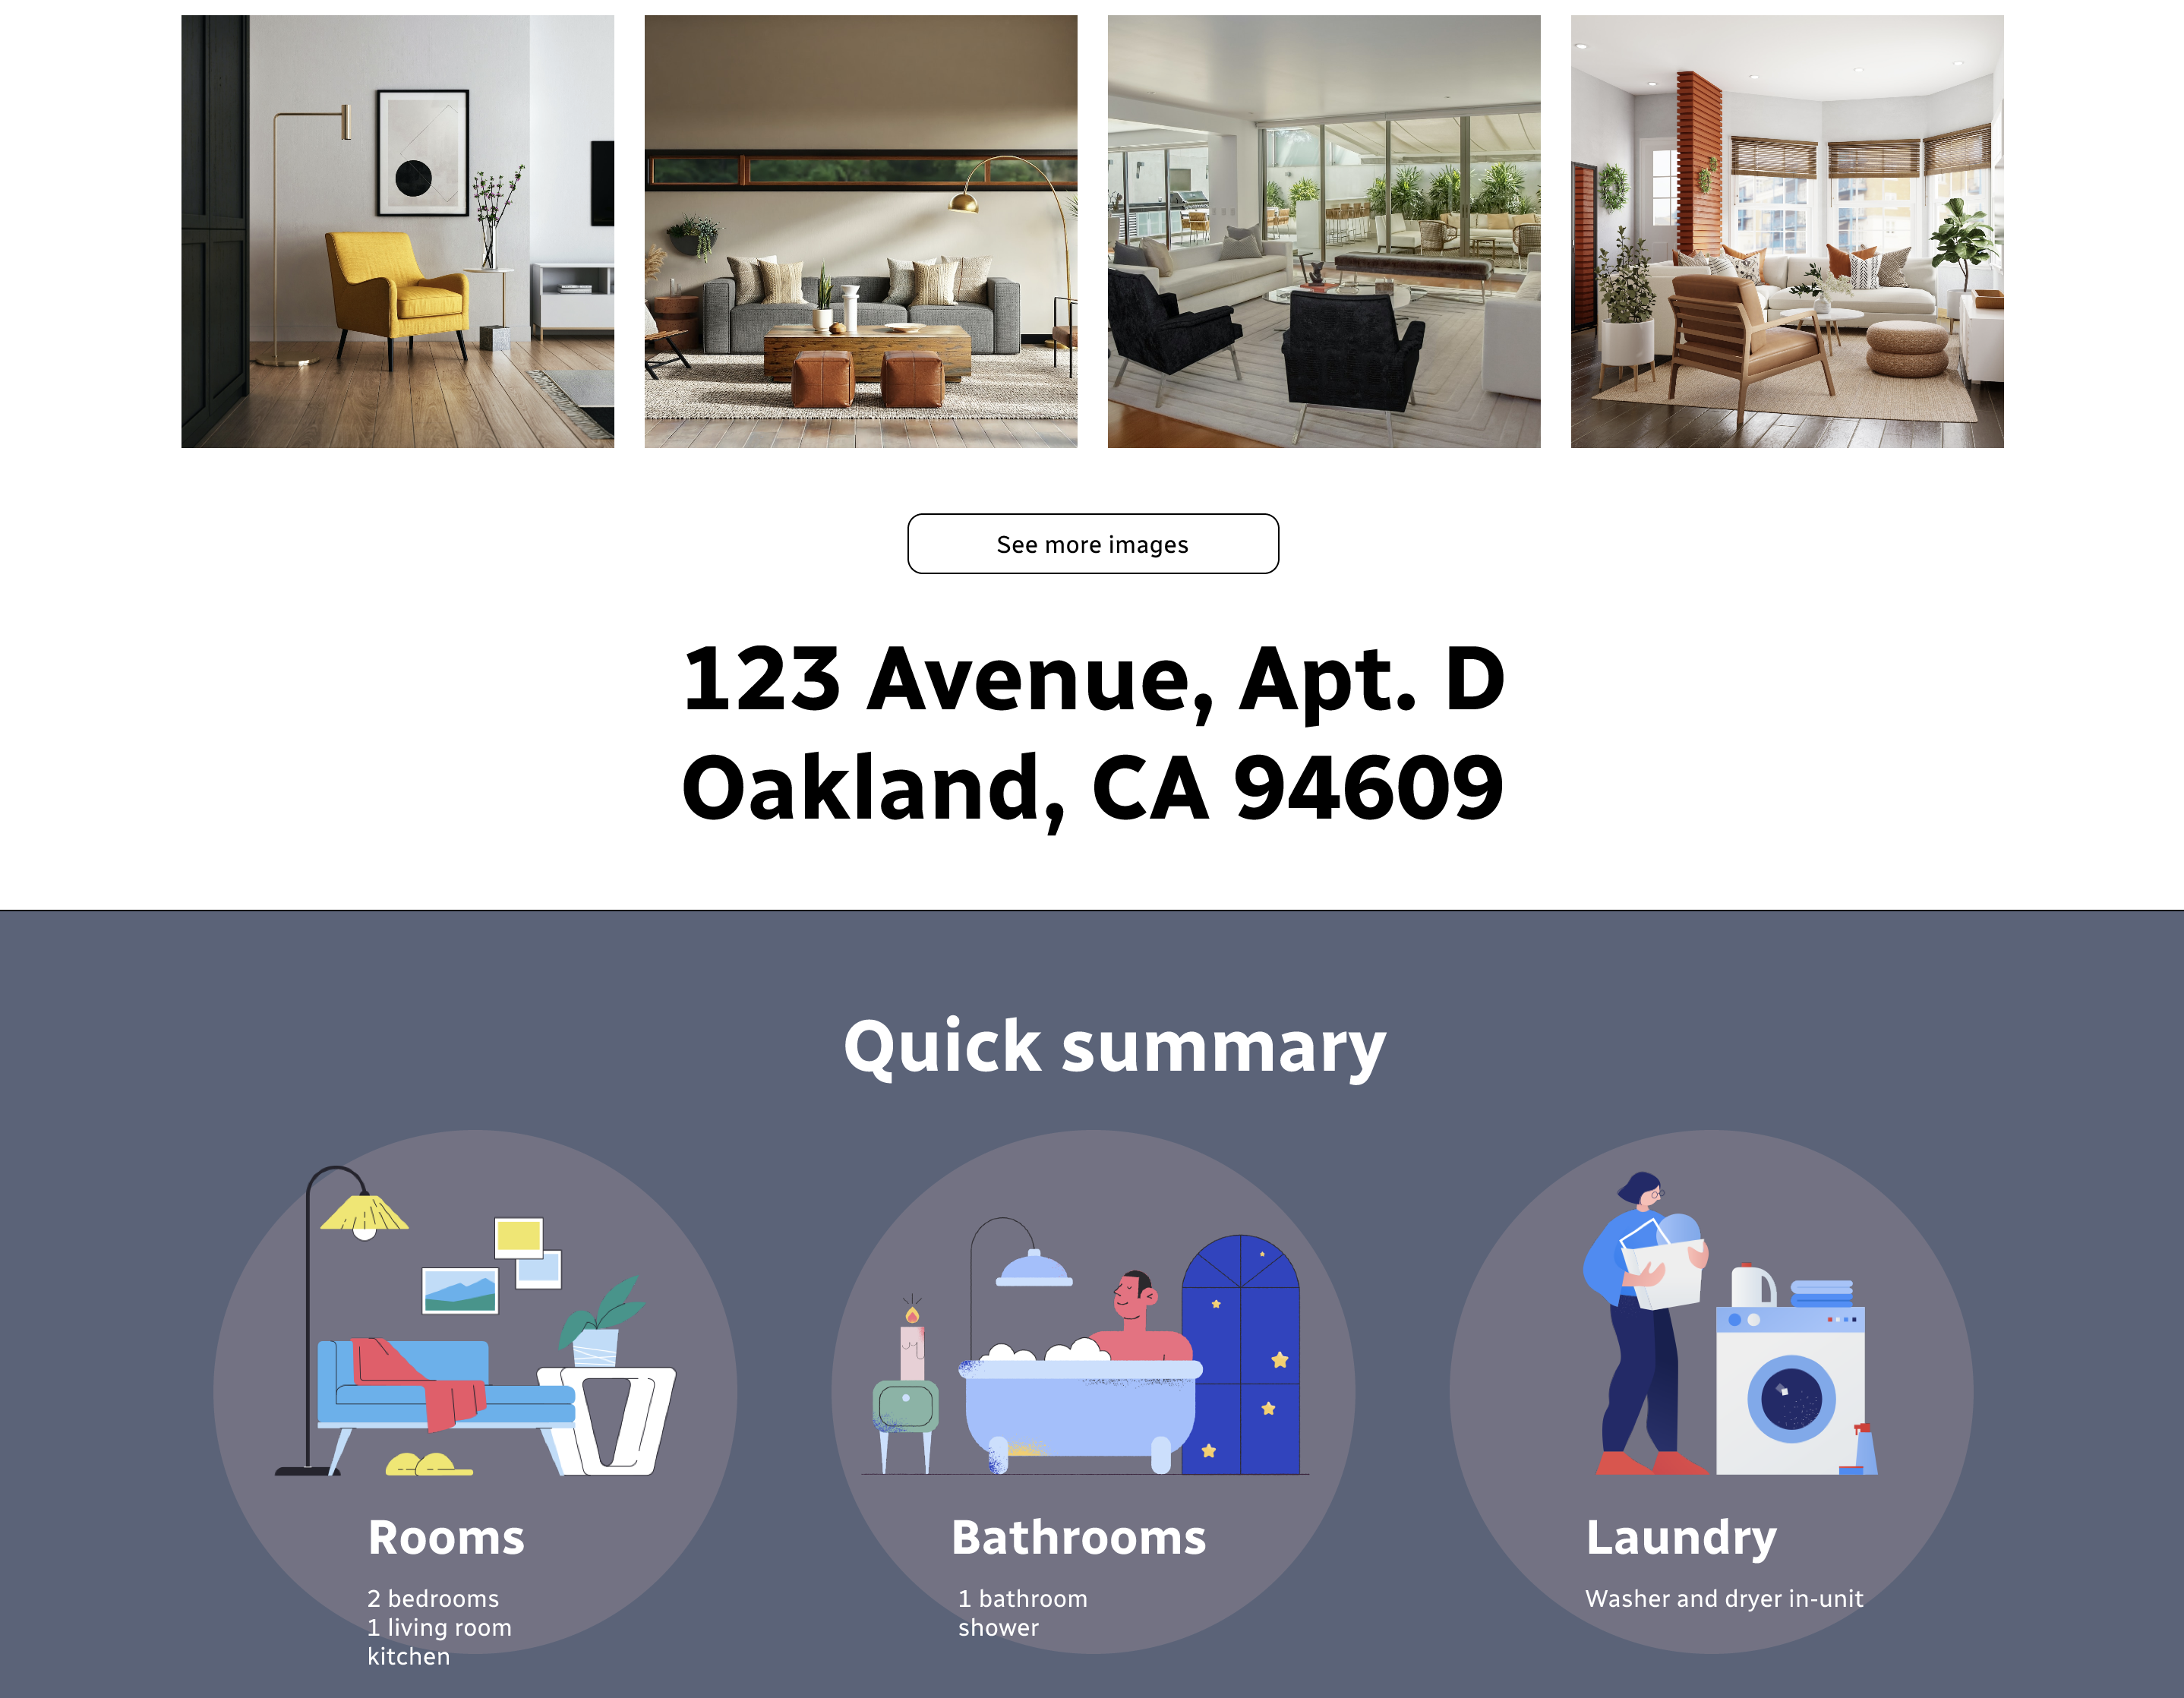 See more images
123 Avenue, Apt. D
Oakland, CA 94609
Quick summary
Rooms
2 bedrooms
1 living room
kitchen
Bathrooms
1 bathroom
shower
Laundry
Washer and dryer in-unit